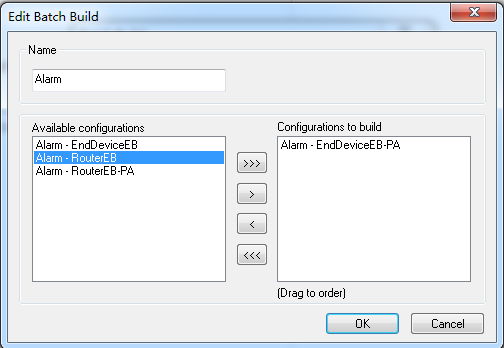 Edit Batch Build
Name
Alarm
Available configurations
Alarm - EndDeviceEB
Alarm - RouterEB
Alarm - RouterEB-PA
>>>
>
<
<<<
Configurations to build
Alarm - EndDeviceEB-PA
(Drag to order)
OK
Cancel